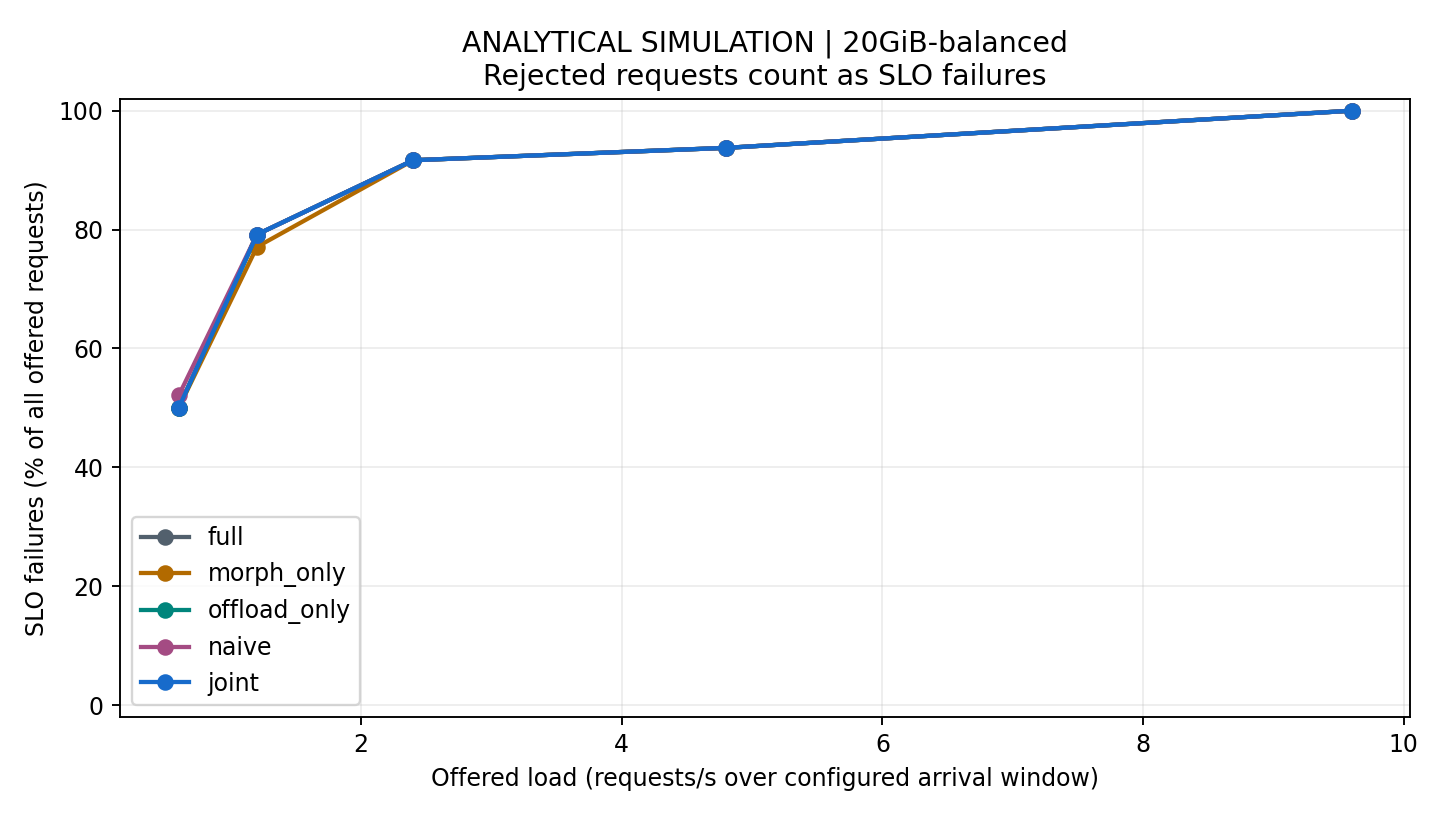 ANALYTICAL SIMULATION | 20GiB-balanced
Rejected requests count as SLO failures
SLO failures (% of all offered requests)
100
80
60
40
20
0
full
morph_only
offload_only
naive
joint
2
4
6
8
10
Offered load (requests/s over configured arrival window)